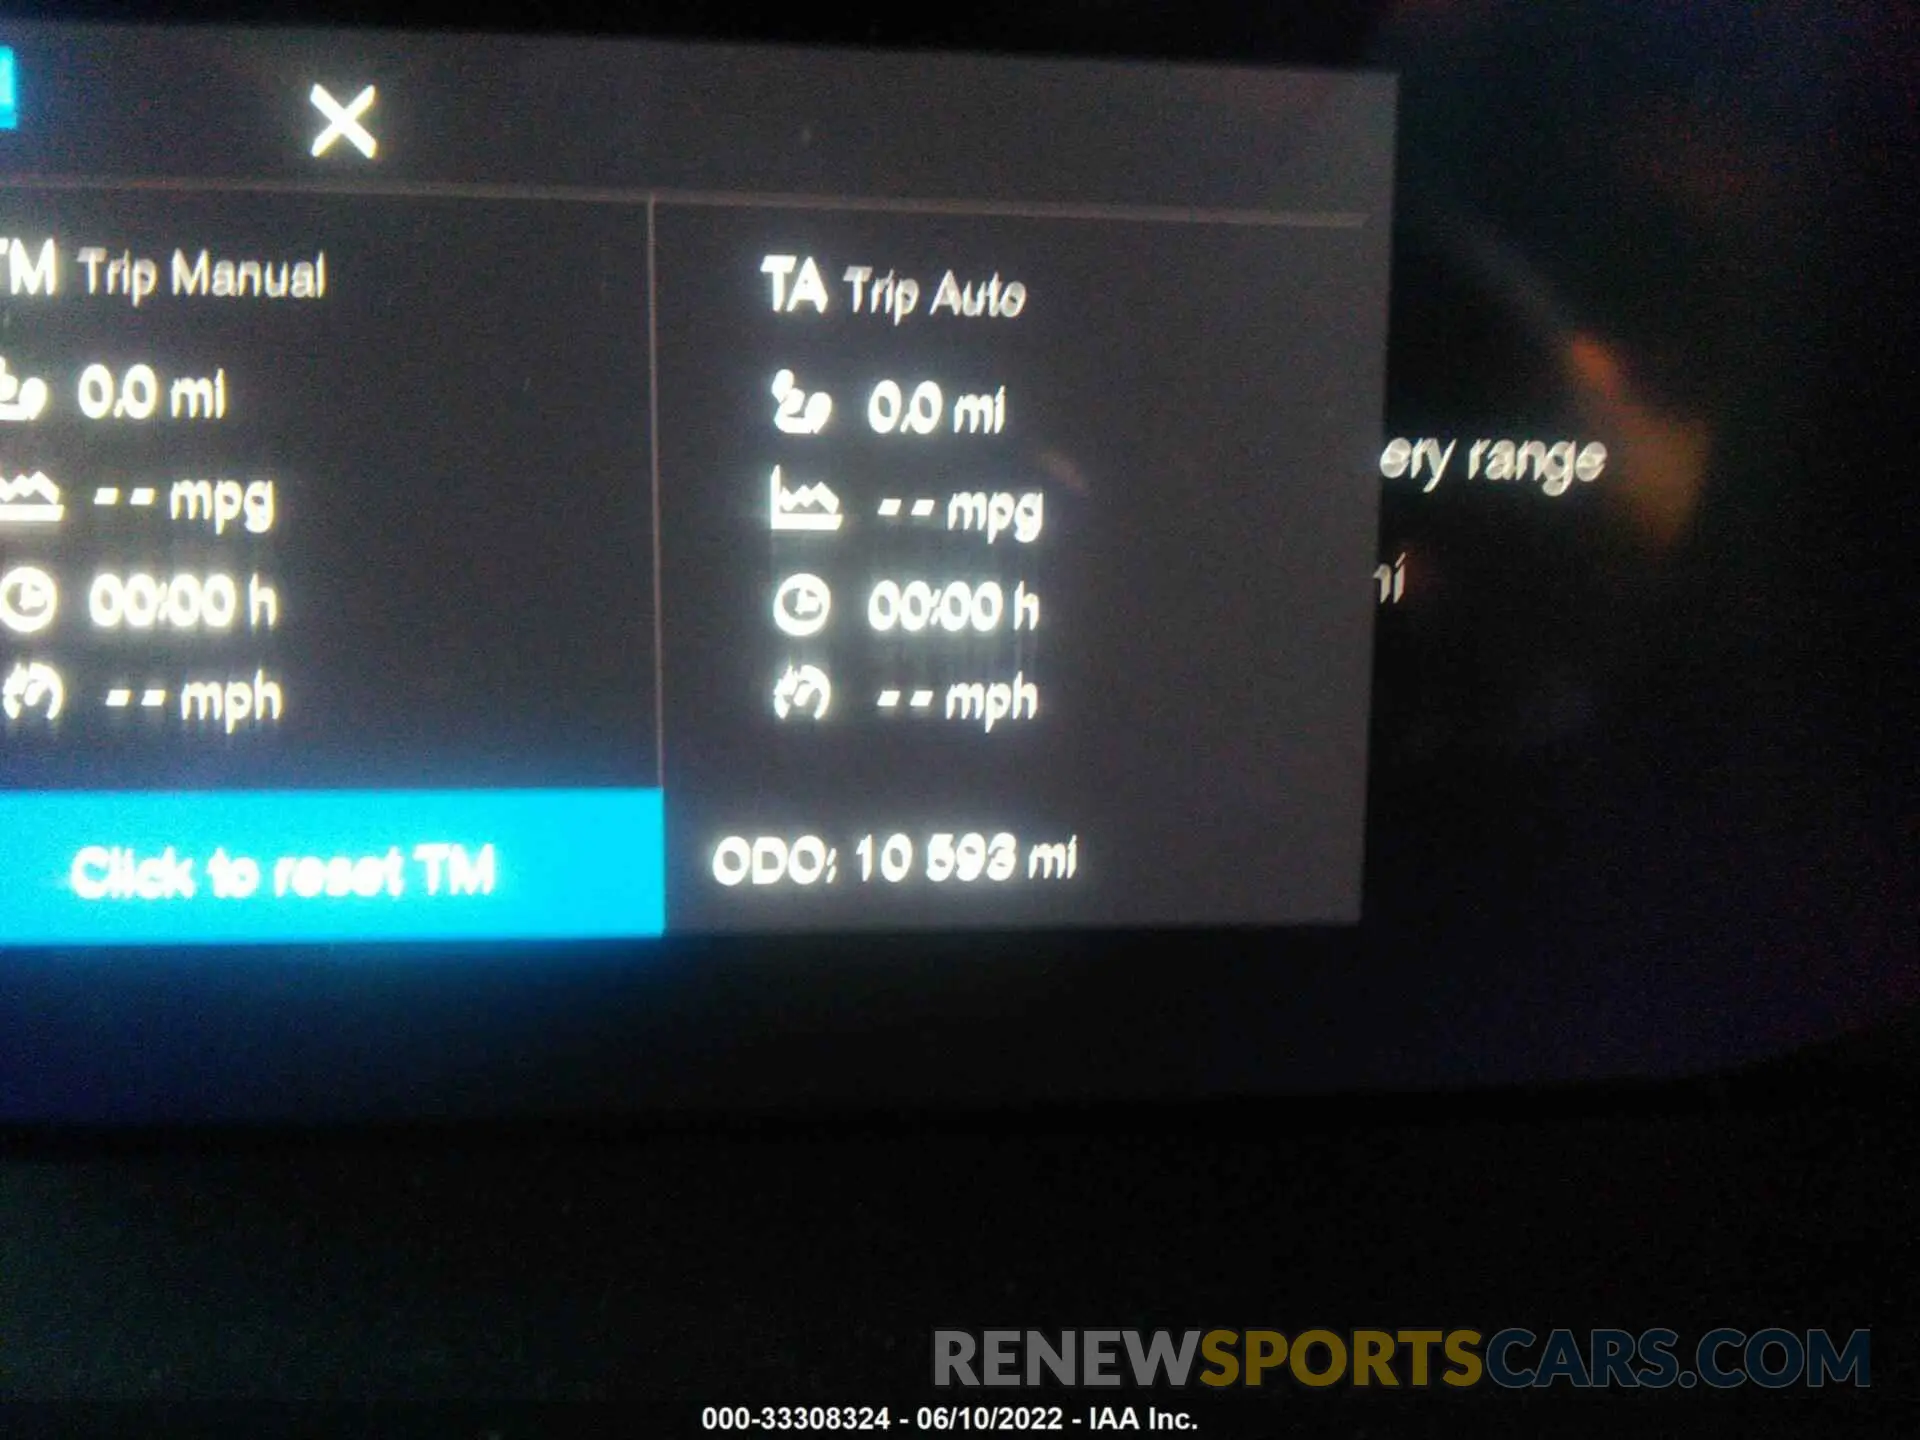 TM Trip Manual
TA Trip Auto
0.0 mi
0.0 mi
ery range
-- mpg
-- mpg
mi
00:00 h
00:00 h
-- mph
-- mph
Click to reset TM
ODO: 10 593 mi
RENEWSPORTSCARS.COM
000-33308324 - 06/10/2022 - IAA Inc.